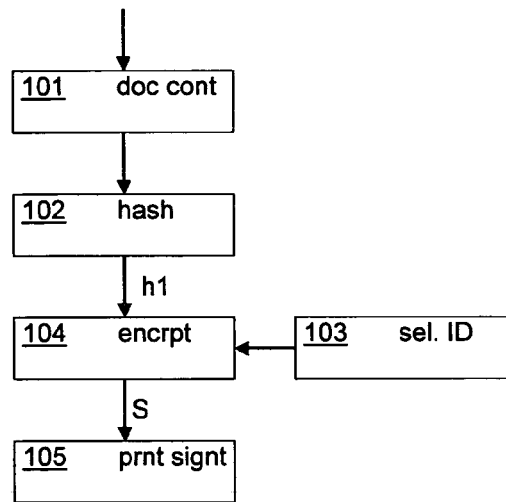 101 doc cont
102 hash
h1
104 encrpt
103 sel. ID
S
105 prnt signt